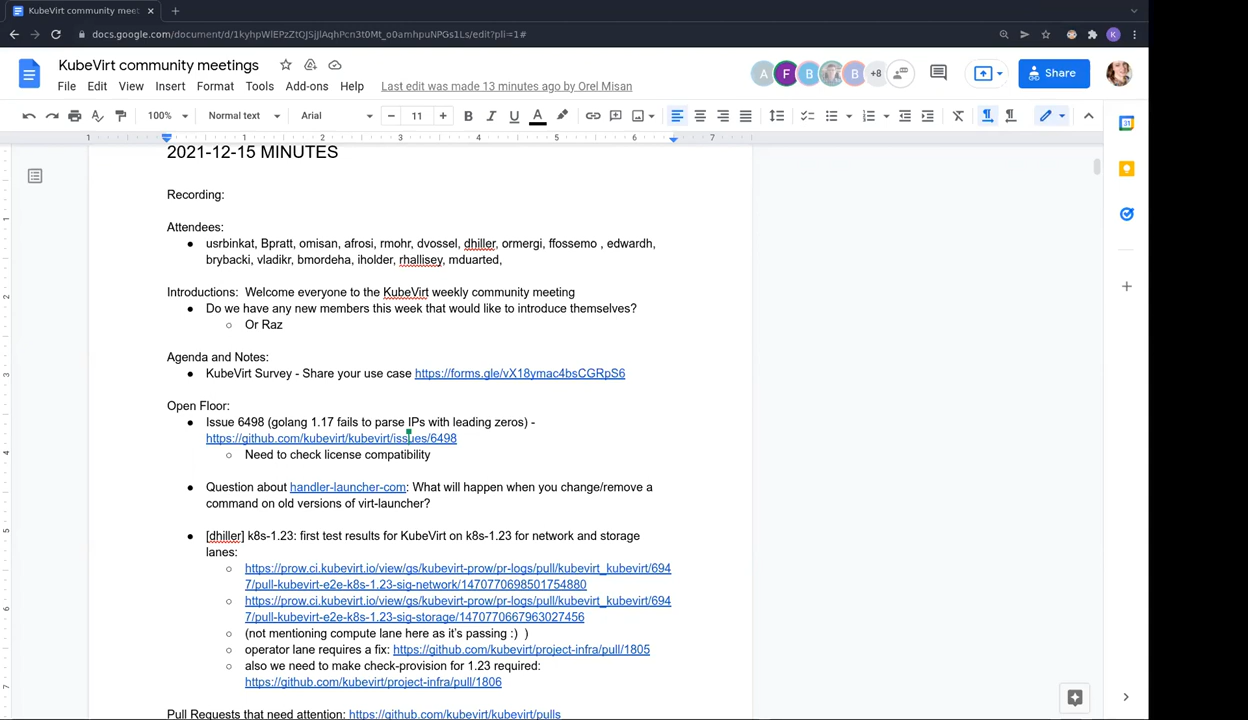 KubeVirt community meet
docs.google.com/document/d/1kyhpWlEPzZtOJSjJlAqhPcn3t0Mt_o0amhpuNPGs1Ls/edit?pli=1#
K
KubeVirt community meetings
File Edit View Insert Format Tools Add-ons Help Last edit was made 13 minutes ago by Orel Misan
A F B B +8
Share
100% Normal text Arial 11 B I U A
1 1 2 3 4 5 6 7
2021-12-15 MINUTES
Recording:
Attendees:
usrbinkat, Bpratt, omisan, afrosi, rmohr, dvossel, dhiller, ormergi, ffossemo , edwardh,
brybacki, vladikr, bmordeha, iholder, rhallisey, mduarted,
Introductions: Welcome everyone to the KubeVirt weekly community meeting
Do we have any new members this week that would like to introduce themselves?
Or Raz
Agenda and Notes:
KubeVirt Survey - Share your use case https://forms.gle/vX18ymac4bsCGRpS6
Open Floor:
Issue 6498 (golang 1.17 fails to parse IPs with leading zeros) -
https://github.com/kubevirt/kubevirt/issues/6498
Need to check license compatibility
Question about handler-launcher-com: What will happen when you change/remove a
command on old versions of virt-launcher?
[dhiller] k8s-1.23: first test results for KubeVirt on k8s-1.23 for network and storage
lanes:
https://prow.ci.kubevirt.io/view/gs/kubevirt-prow/pr-logs/pull/kubevirt_kubevirt/694
7/pull-kubevirt-e2e-k8s-1.23-sig-network/1470770698501754880
https://prow.ci.kubevirt.io/view/gs/kubevirt-prow/pr-logs/pull/kubevirt_kubevirt/694
7/pull-kubevirt-e2e-k8s-1.23-sig-storage/1470770667963027456
(not mentioning compute lane here as it's passing :) )
operator lane requires a fix: https://github.com/kubevirt/project-infra/pull/1805
also we need to make check-provision for 1.23 required:
https://github.com/kubevirt/project-infra/pull/1806
Pull Requests that need attention: https://github.com/kubevirt/kubevirt/pulls